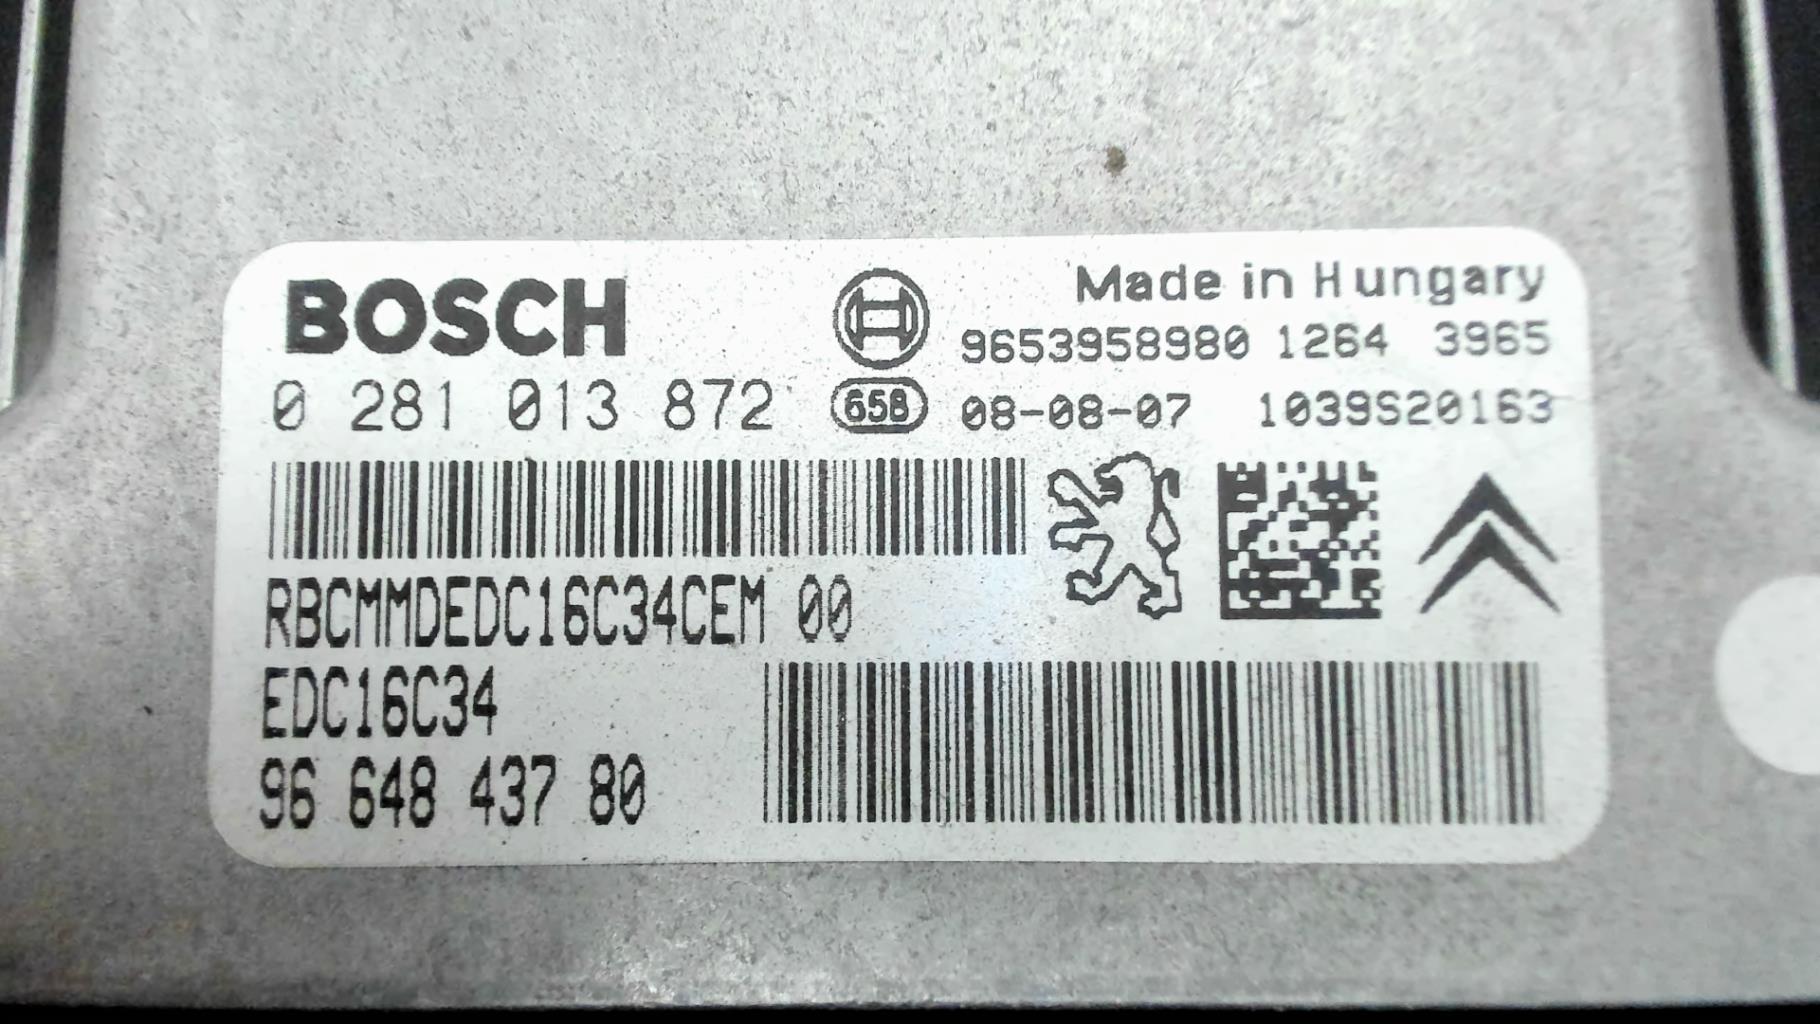 BOSCH
Made in Hungary
9653958980 1264 3965
0 281 013 872
658
08-08-07 1039S20163
RBCMMDEDC16C34CEM 00
EDC16C34
96 648 437 80